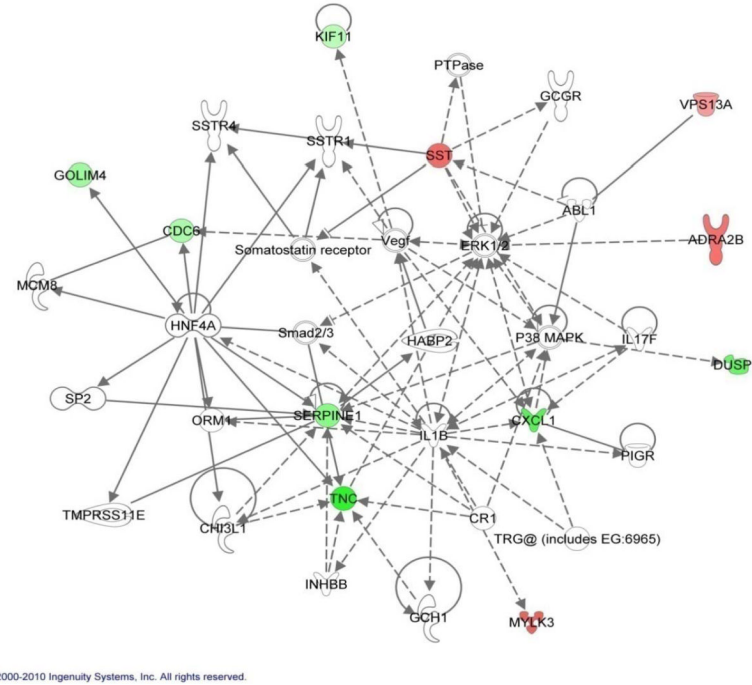 KIF11
PTPase
GCGR
VPS13A
SSTR4
SSTR1
SST
GOLIM4
ABL1
CDC6
Somatostatin receptor
Vegf
ERK1/2
ADRA2B
MCM8
HNF4A
Smad2/3
HABP2
P38 MAPK
IL17F
DUSP
SP2
ORM1
SERPINE1
IL1B
CXCL1
PIGR
TMPRSS11E
CHI3L1
TNC
CR1
TRG@ (includes EG:6965)
INHBB
GCH1
MYLK3
2000-2010 Ingenuity Systems, Inc. All rights reserved.